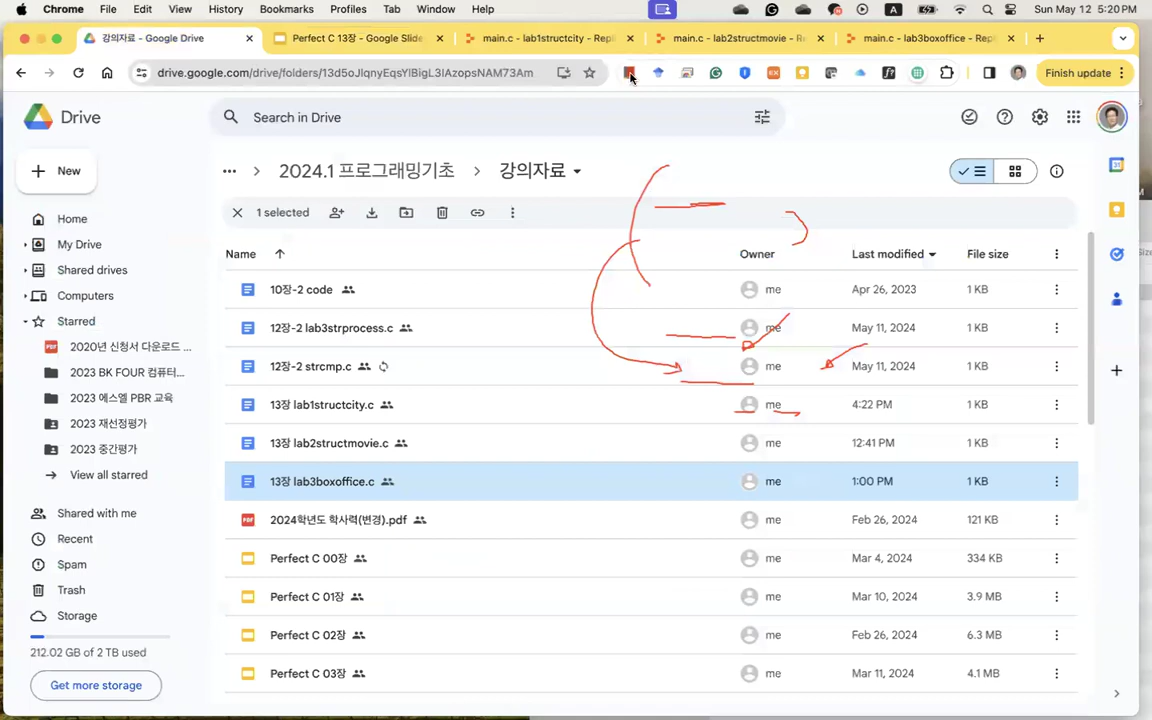 Chrome File Edit View History Bookmarks Profiles Tab Window Help A Sun May 12 5:20 PM
강의자료 - Google Drive Perfect C 13장 - Google Slide main.c - lab1structcity - Repl main.c - lab2structmovie - Re main.c - lab3boxoffice - Repl
drive.google.com/drive/folders/13d5oJlqnyEqsYlBigL3lAzopsNAM73Am Finish update
Drive Search in Drive
New
2024.1 프로그래밍기초 강의자료
1 selected
Name Owner Last modified File size
10장-2 code me Apr 26, 2023 1 KB
12장-2 lab3strprocess.c me May 11, 2024 1 KB
12장-2 strcmp.c me May 11, 2024 1 KB
13장 lab1structcity.c me 4:22 PM 1 KB
13장 lab2structmovie.c me 12:41 PM 1 KB
13장 lab3boxoffice.c me 1:00 PM 1 KB
2024학년도 학사력(변경).pdf me Feb 26, 2024 121 KB
Perfect C 00장 me Mar 4, 2024 334 KB
Perfect C 01장 me Mar 10, 2024 3.9 MB
Perfect C 02장 me Feb 26, 2024 6.3 MB
Perfect C 03장 me Mar 11, 2024 4.1 MB
Home
My Drive
Shared drives
Computers
Starred
2020년 신청서 다운로드 ...
2023 BK FOUR 컴퓨터...
2023 에스엘 PBR 교육
2023 재선정평가
2023 중간평가
View all starred
Shared with me
Recent
Spam
Trash
Storage
212.02 GB of 2 TB used
Get more storage